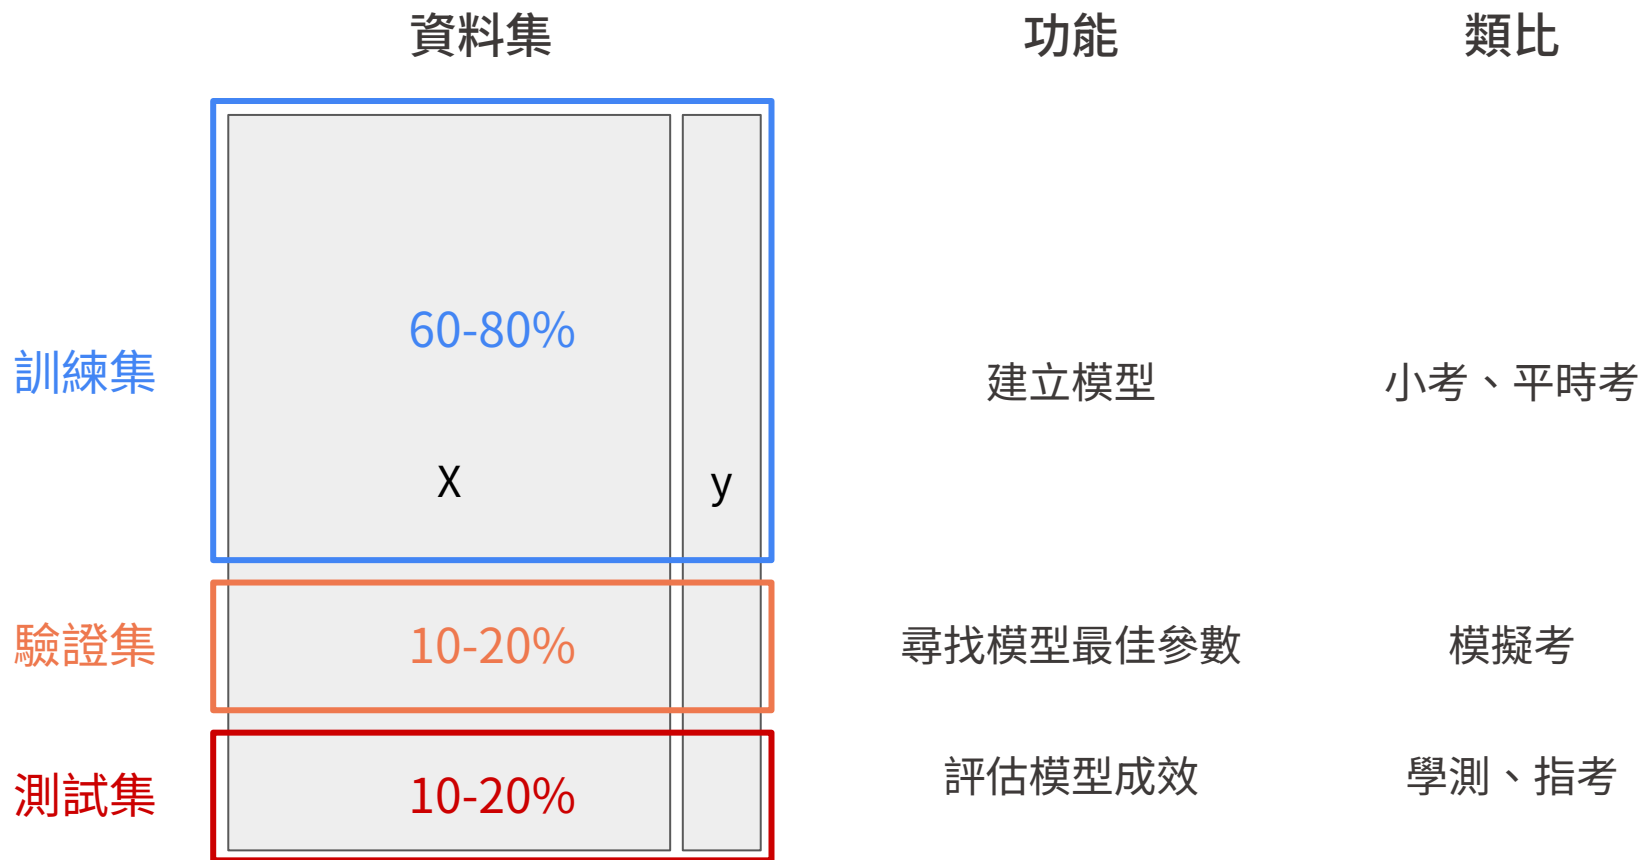 資料集 功能 類比
60-80%
訓練集 建立模型 小考、平時考
X y
驗證集 10-20% 尋找模型最佳參數 模擬考
測試集 10-20% 評估模型成效 學測、指考